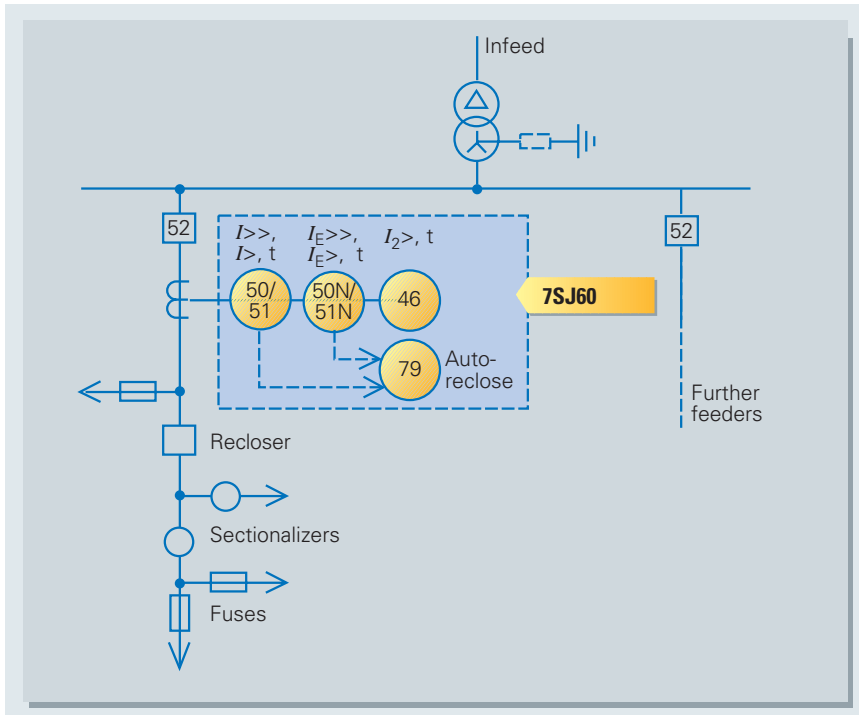 Infeed
52
I>>,
I>, t
IE>>,
IE>, t
I2>, t
52
50/
51
50N/
51N
46
7SJ60
79
Auto-
reclose
Further
feeders
Recloser
Sectionalizers
Fuses